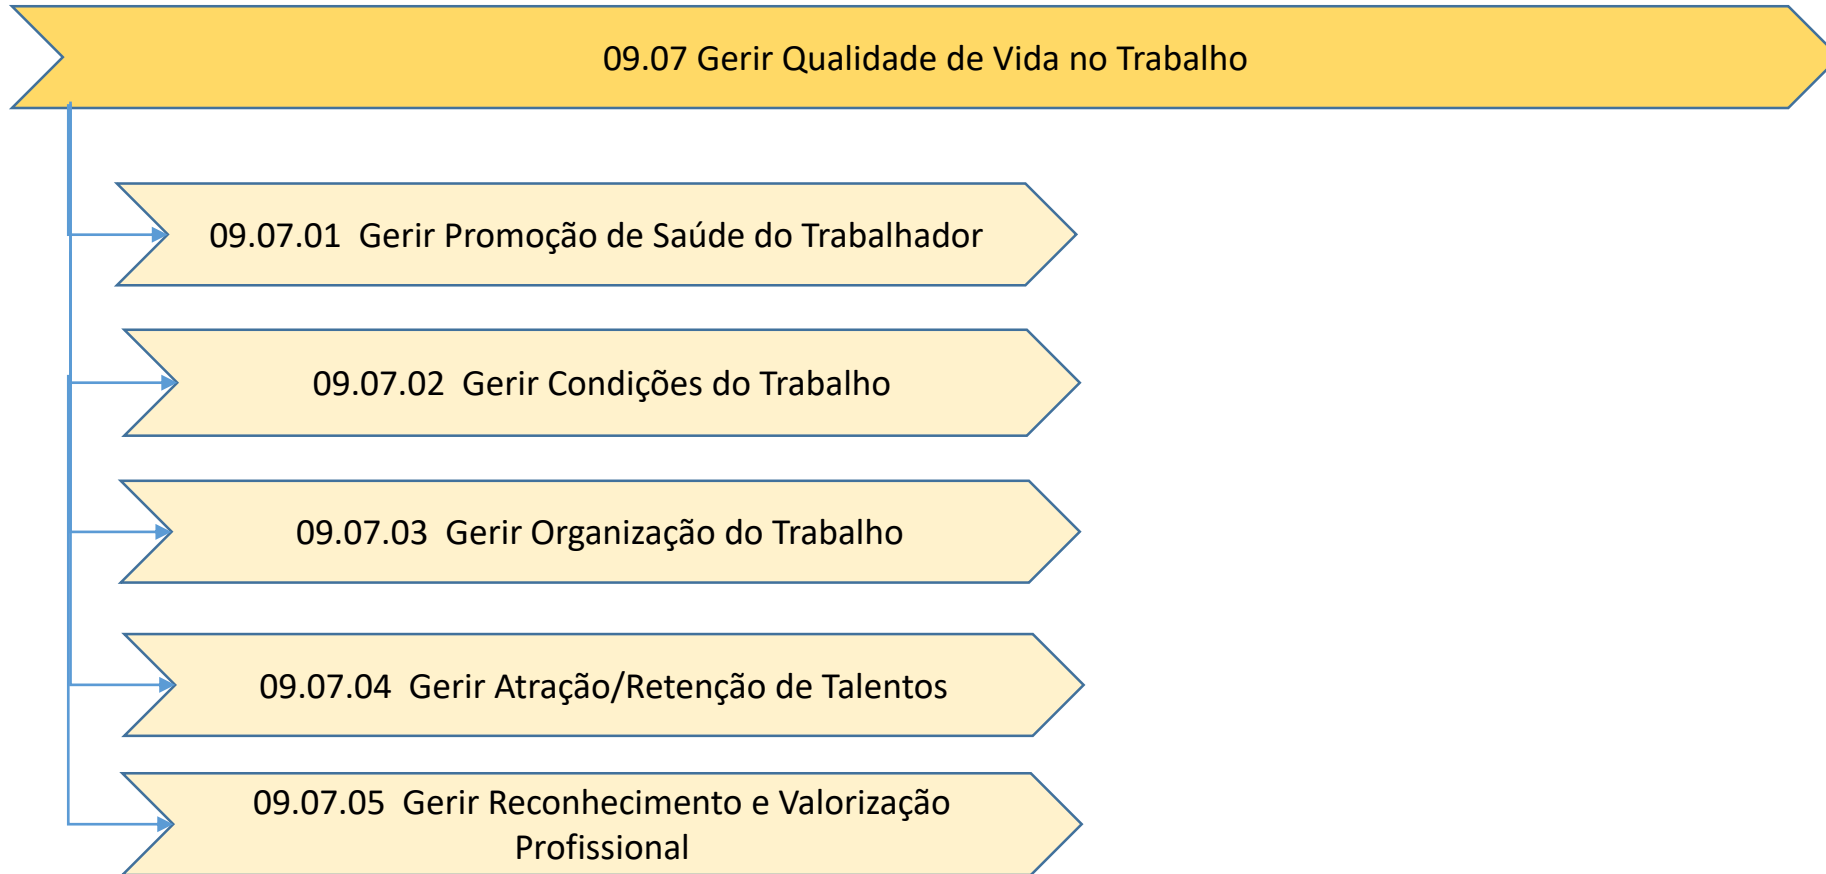 09.07 Gerir Qualidade de Vida no Trabalho
09.07.01  Gerir Promoção de Saúde do Trabalhador
09.07.02  Gerir Condições do Trabalho
09.07.03  Gerir Organização do Trabalho
09.07.04  Gerir Atração/Retenção de Talentos
09.07.05  Gerir Reconhecimento e Valorização
Profissional